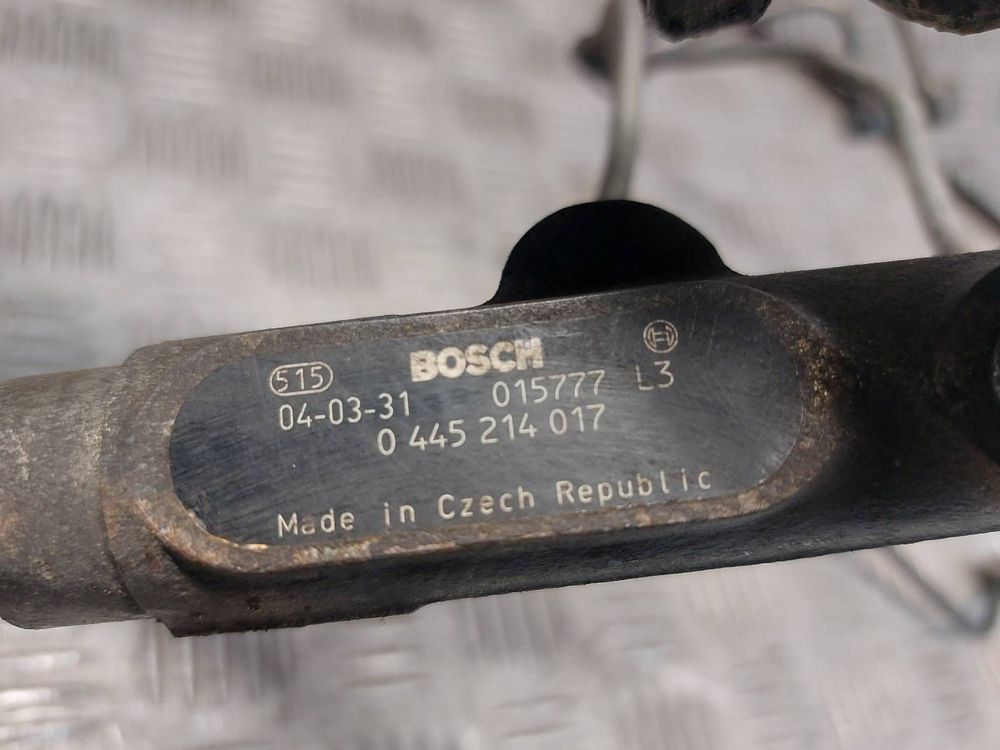 BOSCH
515
04-03-31 015777 L3
0 445 214 017
Made in Czech Republic